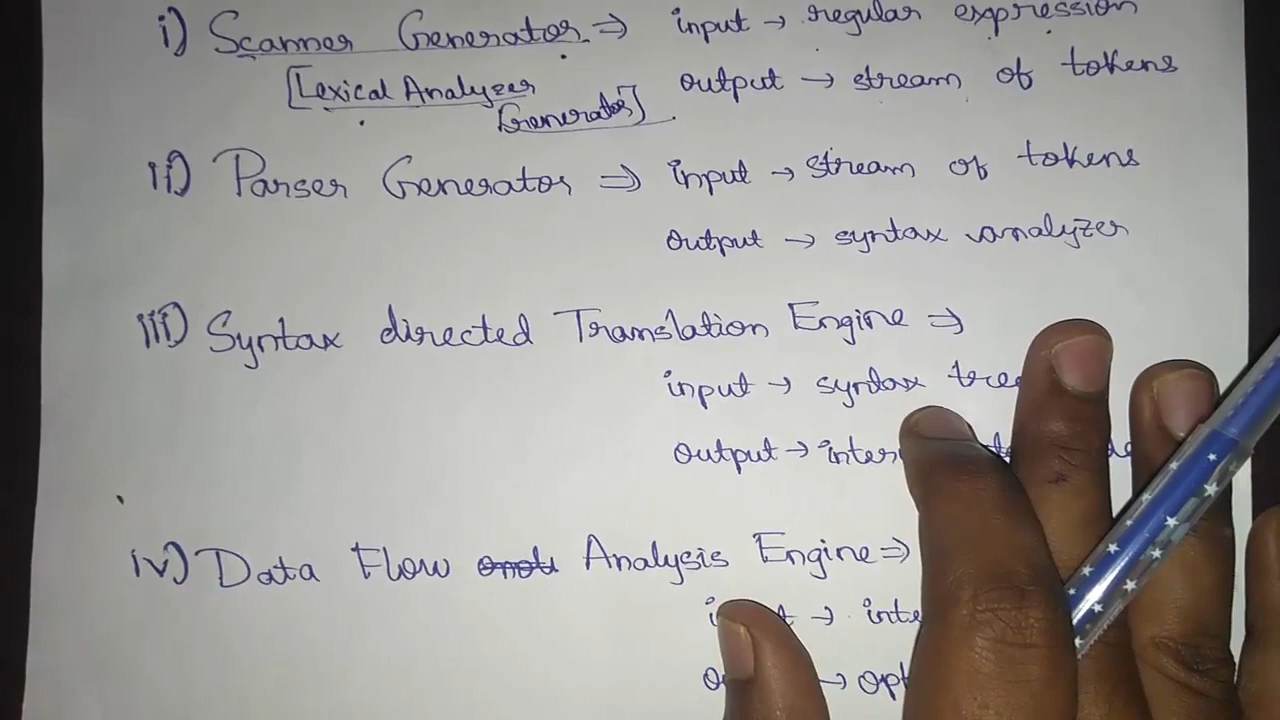 i) Scanner Generator ⇒ input → regular expression
[Lexical Analyzer Generator] output → stream of tokens
ii) Parser Generator ⇒ input → stream of tokens
output → syntax analyzer
iii) Syntax directed Translation Engine ⇒
input → syntax tree
output →
iv) Data Flow Analysis Engine ⇒
→
→